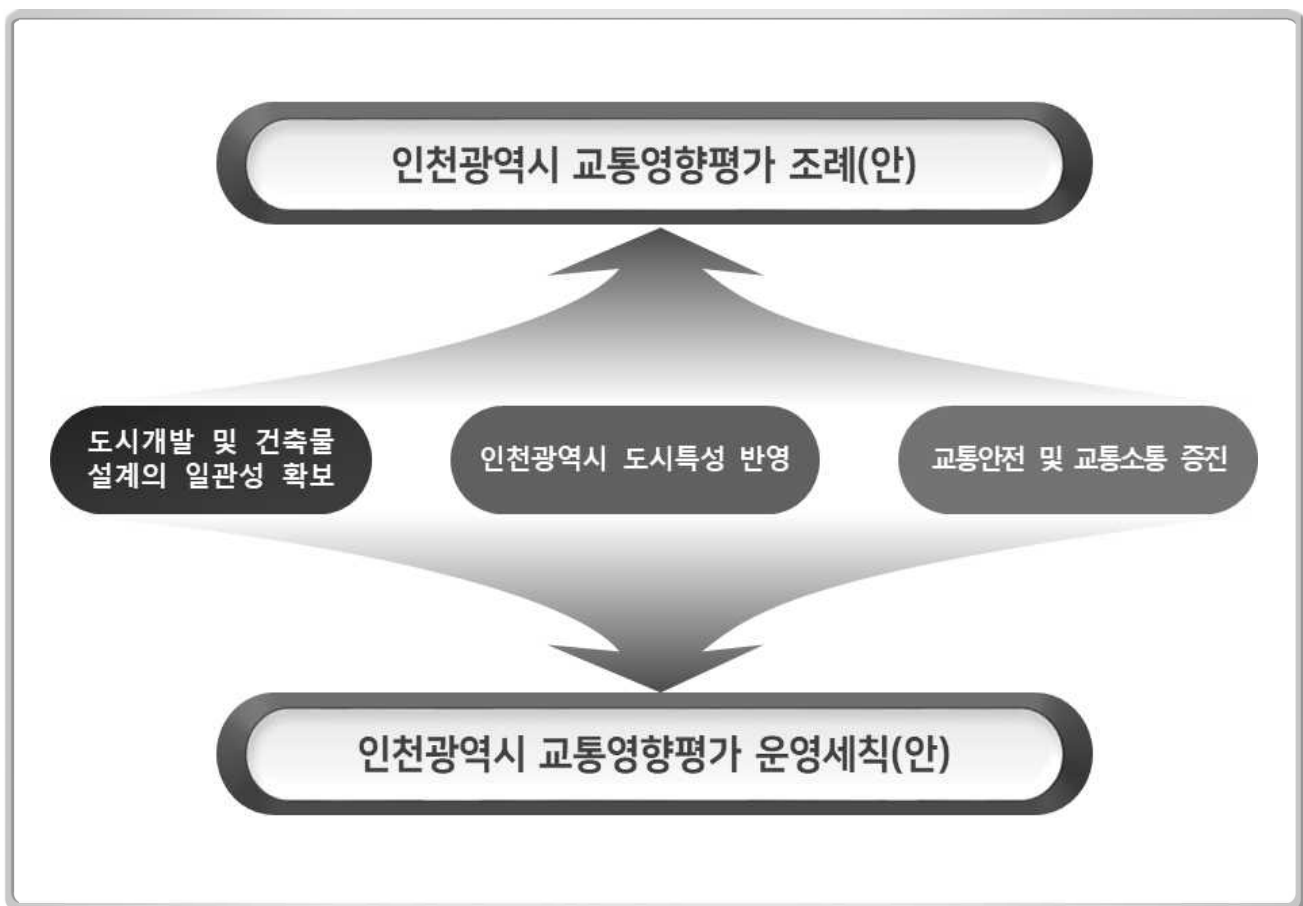 인천광역시 교통영향평가 조례(안)
도시개발 및 건축물
설계의 일관성 확보
인천광역시 도시특성 반영
교통안전 및 교통소통 증진
인천광역시 교통영향평가 운영세칙(안)